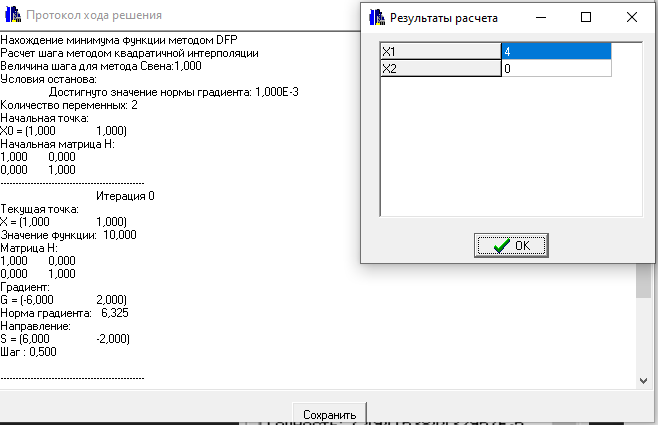 Протокол хода решения
Нахождение минимума функции методом DFP
Расчет шага методом квадратичной интерполяции
Величина шага для метода Свена:1,000
Условия останова:
Достигнуто значение нормы градиента: 1,000E-3
Количество переменных: 2
Начальная точка:
X0 = (1,000 1,000)
Начальная матрица H:
1,000 0,000
0,000 1,000
Итерация 0
Текущая точка:
X = (1,000 1,000)
Значение функции: 10,000
Матрица H:
1,000 0,000
0,000 1,000
Градиент:
G = (-6,000 2,000)
Норма градиента: 6,325
Направление:
S = (6,000 -2,000)
Шаг : 0,500
Сохранить
Результаты расчета
X1 4
X2 0
OK